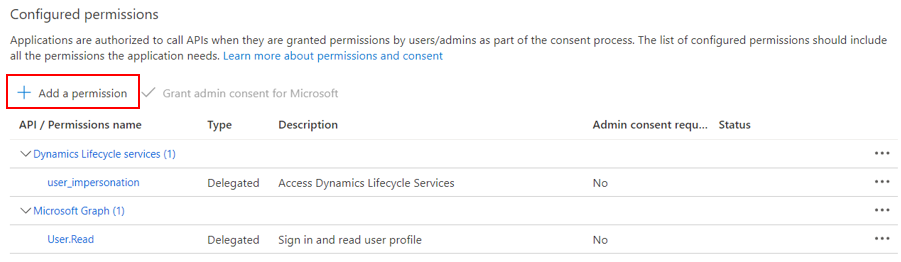 Configured permissions
Applications are authorized to call APIs when they are granted permissions by users/admins as part of the consent process. The list of configured permissions should include
all the permissions the application needs. Learn more about permissions and consent
Add a permission Grant admin consent for Microsoft
API / Permissions name Type Description Admin consent requ... Status
Dynamics Lifecycle services (1)
user_impersonation Delegated Access Dynamics Lifecycle Services No
Microsoft Graph (1)
User.Read Delegated Sign in and read user profile No